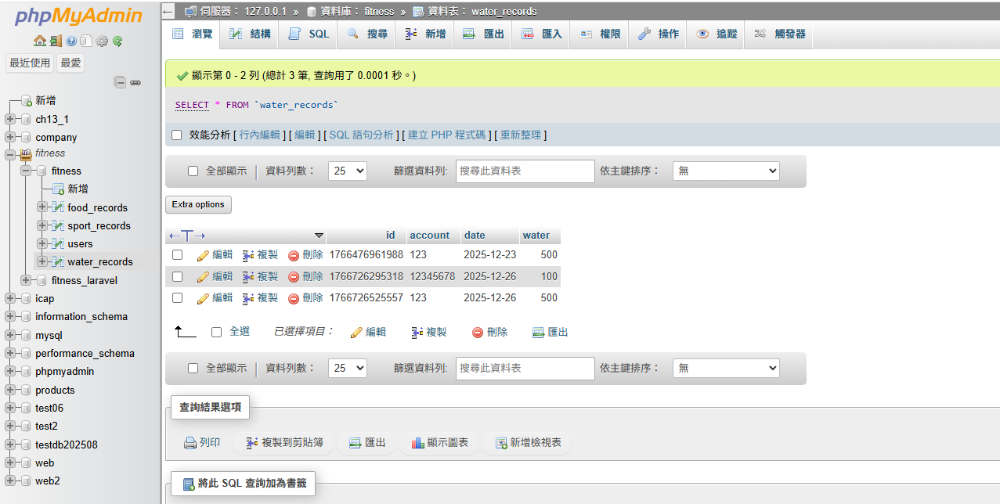 phpMyAdmin
最近使用 最愛
新增
ch13_1
company
fitness
fitness
新增
food_records
sport_records
users
water_records
fitness_laravel
icap
information_schema
mysql
performance_schema
phpmyadmin
products
test06
test2
testdb202508
web
web2
伺服器： 127.0.0.1 » 資料庫： fitness » 資料表： water_records
瀏覽 結構 SQL 搜尋 新增 匯出 匯入 權限 操作 追蹤 觸發器
顯示第 0 - 2 列 (總計 3 筆, 查詢用了 0.0001 秒。)
SELECT * FROM `water_records`
效能分析 [ 行內編輯 ] [ 編輯 ] [ SQL 語句分析 ] [ 建立 PHP 程式碼 ] [ 重新整理 ]
全部顯示 資料列數： 25 篩選資料列: 搜尋此資料表 依主鍵排序： 無
Extra options
←T→ id account date water
編輯 複製 刪除 1766476961988 123 2025-12-23 500
編輯 複製 刪除 1766726295318 12345678 2025-12-26 100
編輯 複製 刪除 1766726525557 123 2025-12-26 500
全選 已選擇項目： 編輯 複製 刪除 匯出
全部顯示 資料列數： 25 篩選資料列: 搜尋此資料表 依主鍵排序： 無
查詢結果選項
列印 複製到剪貼簿 匯出 顯示圖表 新增檢視表
將此 SQL 查詢加為書籤